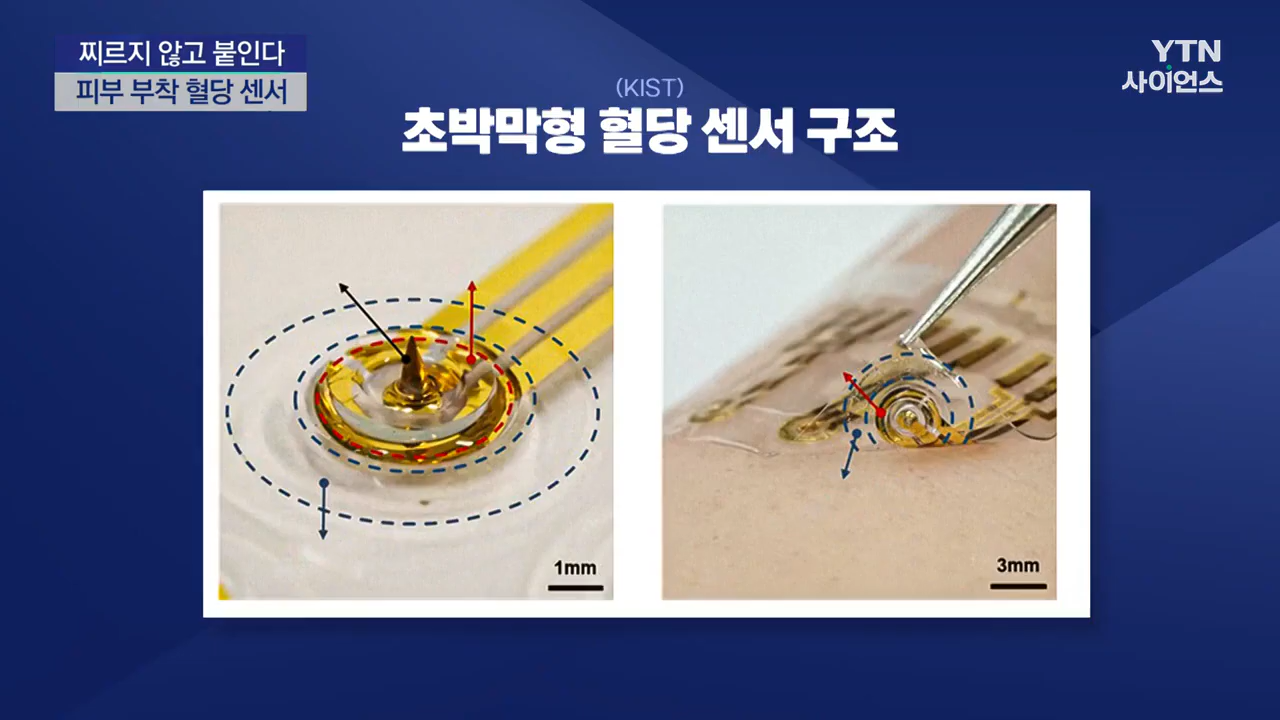 찌르지 않고 붙인다
피부 부착 혈당 센서
YTN
사이언스
(KIST)
초박막형 혈당 센서 구조
1mm
3mm